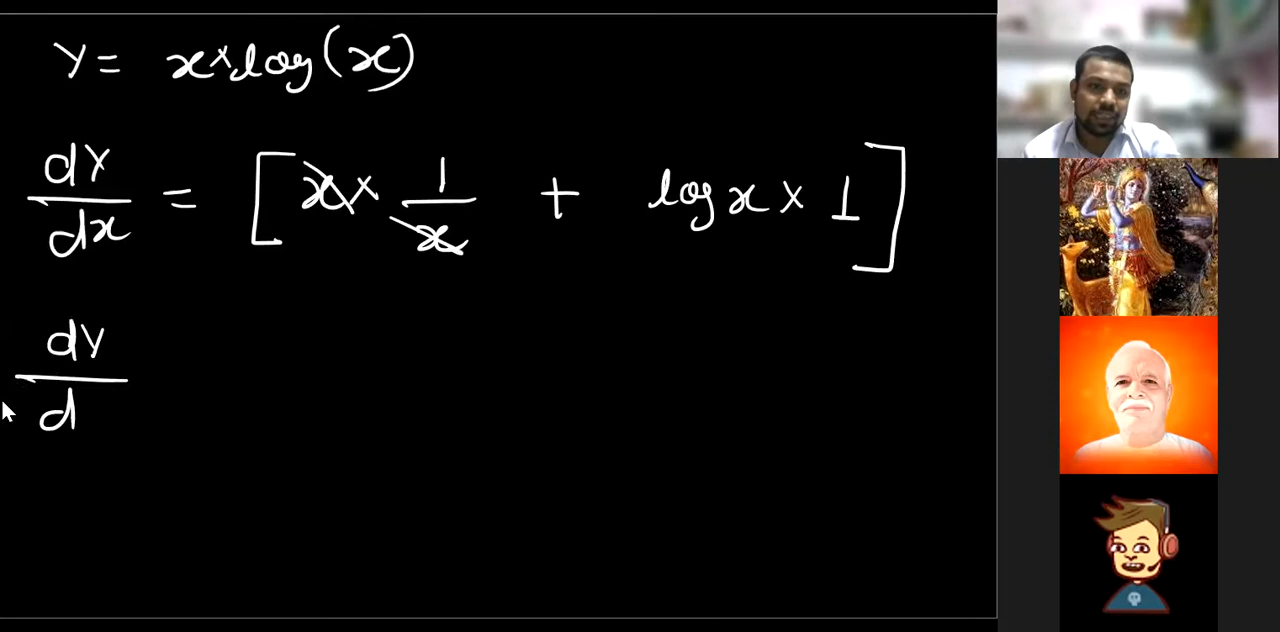 Y = x × log(x)
dY/dx = [x × 1/x + log x × 1]
dY/d